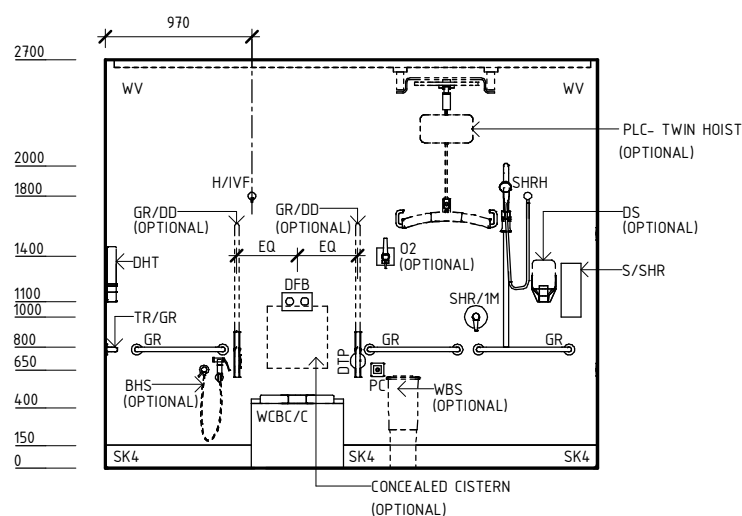 970
2700
WV
WV
PLC- TWIN HOIST
(OPTIONAL)
2000
H/IVF
SHRH
1800
GR/DD
(OPTIONAL)
GR/DD
(OPTIONAL)
DS
(OPTIONAL)
EQ
EQ
O2
(OPTIONAL)
1400
DHT
S/SHR
DFB
1100
SHR/1M
1000
TR/GR
800
GR
GR
GR
DTP
650
BHS
(OPTIONAL)
PC
WBS
(OPTIONAL)
400
WCBC/C
150
SK4
SK4
SK4
0
CONCEALED CISTERN
(OPTIONAL)